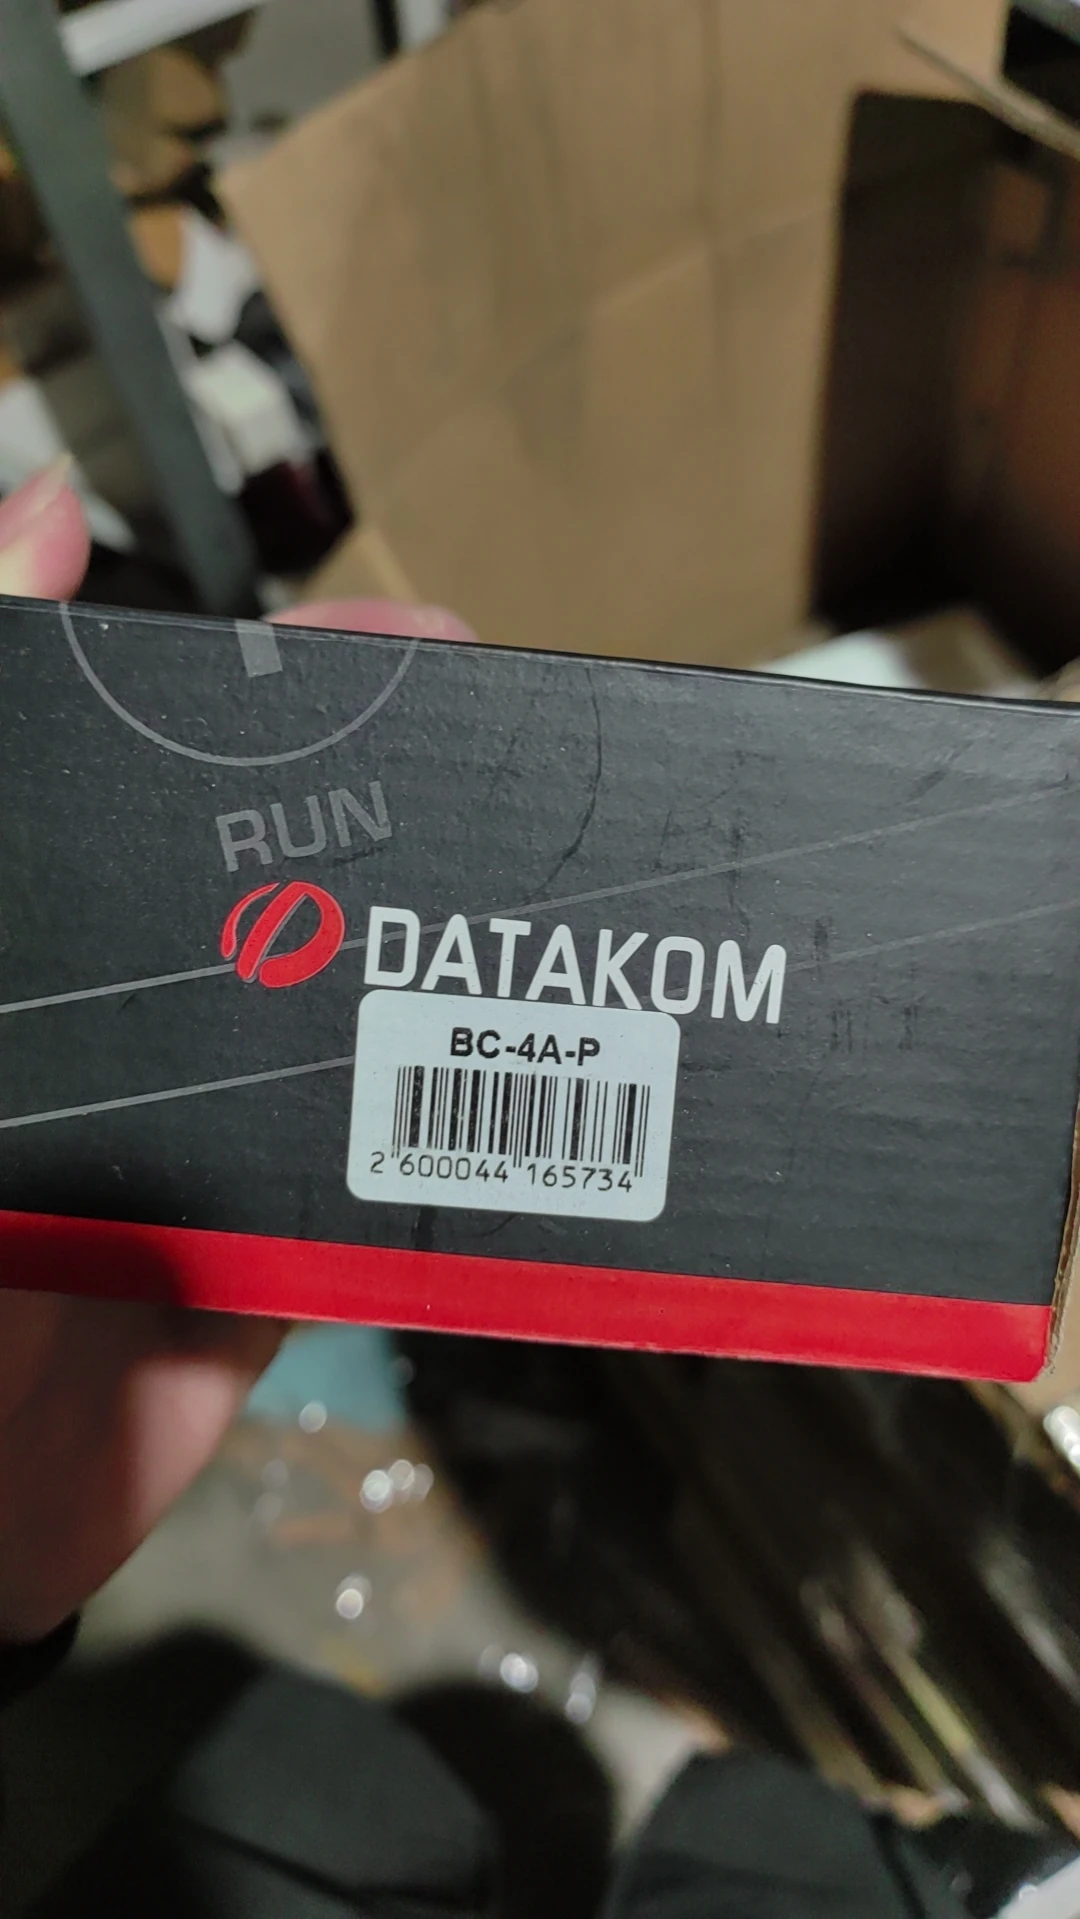 RUN
DATAKOM
BC-4A-P
2 600044 165734